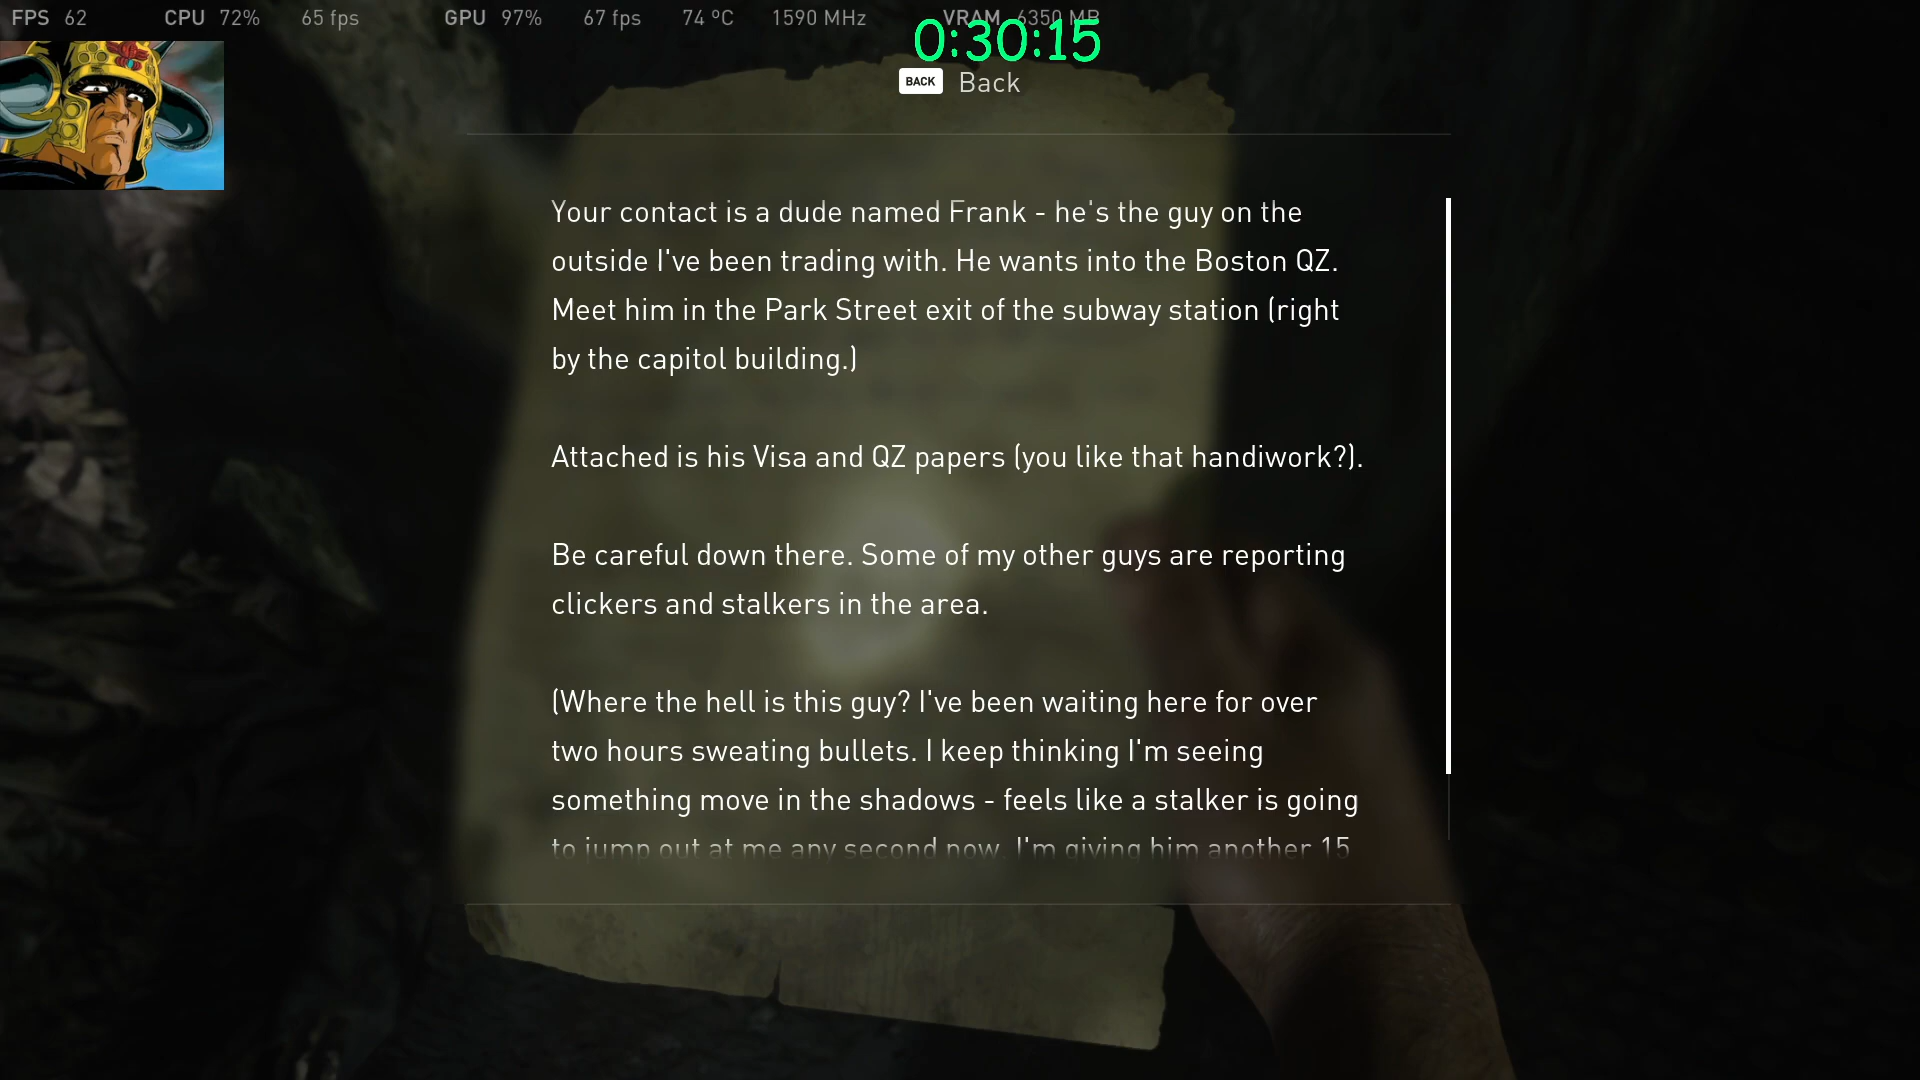 FPS 62 CPU 72% 65 fps GPU 97% 67 fps 74 ºC 1590 MHz VRAM 6350 MB
0:30:15
BACK Back
Your contact is a dude named Frank - he's the guy on the
outside I've been trading with. He wants into the Boston QZ.
Meet him in the Park Street exit of the subway station (right
by the capitol building.)
Attached is his Visa and QZ papers (you like that handiwork?).
Be careful down there. Some of my other guys are reporting
clickers and stalkers in the area.
(Where the hell is this guy? I've been waiting here for over
two hours sweating bullets. I keep thinking I'm seeing
something move in the shadows - feels like a stalker is going
to jump out at me any second now. I'm giving him another 15